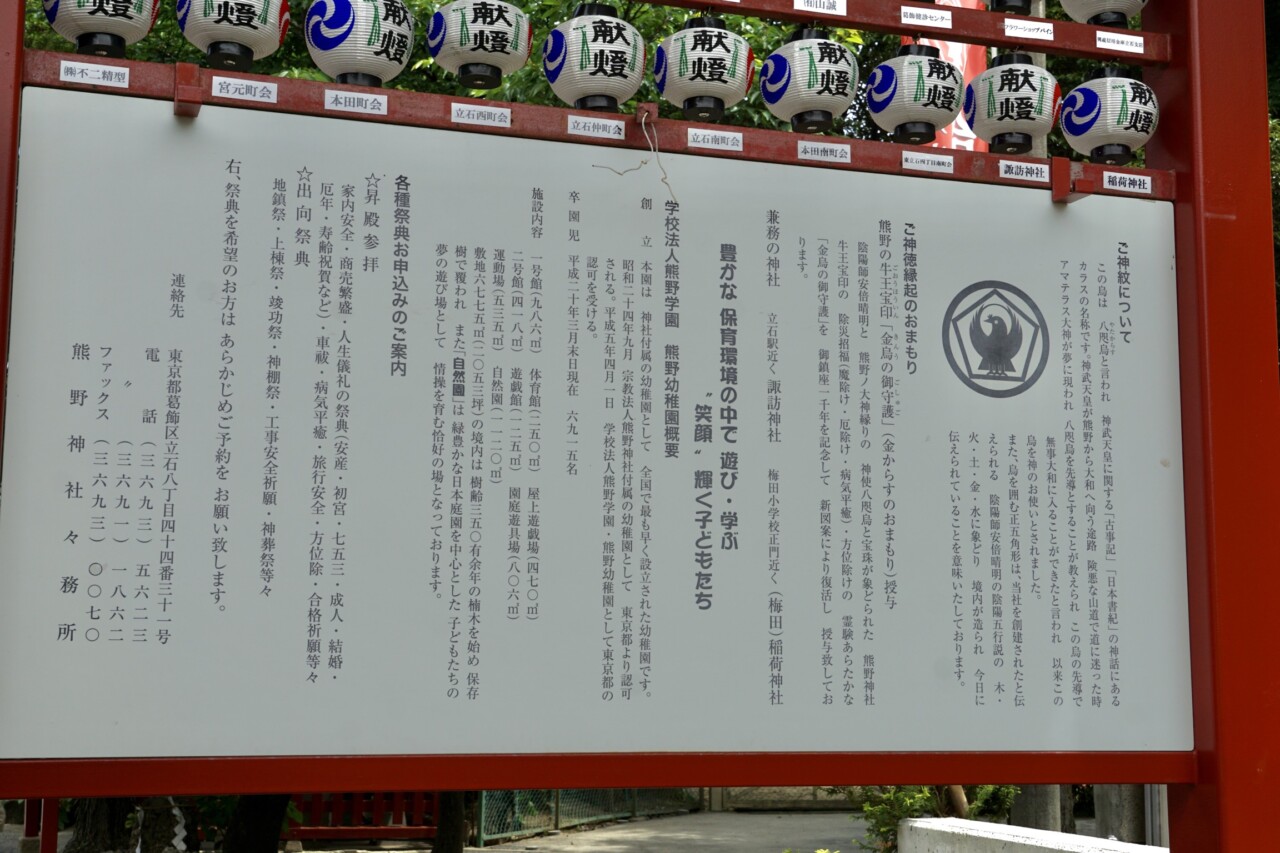 献燈
献燈
献燈
献燈
献燈
献燈
献燈
献燈
献燈
献燈
㈱不二精型
宮元町会
本田町会
立石西町会
立石仲町会
立石南町会
本田南町会
東立石四丁目南町会
諏訪神社
稲荷神社
葛飾健診センター
フラワーショップパイン
ご神紋について
この烏は 八咫烏と言われ 神武天皇に関する「古事記」「日本書紀」の神話にある
やたがらす
カラスの名称です。神武天皇が熊野から大和へ向う途路 険悪な山道で道に迷った時
アマテラス大神が夢に現われ 八咫烏を先導とすることが教えられ この烏の先導で
無事大和に入ることができたと言われ 以来この
烏を神のお使いとされました。
また、烏を囲む正五角形は、当社を創建されたと伝
えられる 陰陽師安倍晴明の陰陽五行説の 木・
火・土・金・水に象どり 境内が造られ 今日に
伝えられていることを意味いたしております。
ご神徳縁起のおまもり
熊野の牛王宝印「金烏の御守護」(金からすのおまもり)授与
陰陽師安倍晴明と 熊野ノ大神縁りの 神使八咫烏と宝珠が象どられた 熊野神社
牛王宝印の 除災招福(魔除け・厄除け・病気平癒)方位除けの 霊験あらたかな
「金烏の御守護」を 御鎮座一千年を記念して 新図案により復活し 授与致してお
ります。
兼務の神社 立石駅近く 諏訪神社 梅田小学校正門近く(梅田)稲荷神社
豊かな 保育環境の中で 遊び・学ぶ
〝笑顔〟輝く子どもたち
学校法人熊野学園 熊野幼稚園概要
創 立 本園は 神社付属の幼稚園として 全国で最も早く設立された幼稚園です。
昭和二十四年九月 宗教法人熊野神社付属の幼稚園として 東京都より認可
される。平成五年四月一日 学校法人熊野学園・熊野幼稚園として東京都の
認可を受ける。
卒園児 平成二十年三月末日現在 六九一五名
施設内容 一号館(九八六㎡) 体育館(二五〇㎡) 屋上遊戯場(四七〇㎡)
二号館(四一八㎡) 遊戯館(一二五㎡) 園庭遊具場(八〇六㎡)
運動場(五三五㎡) 自然園(一一二〇㎡)
敷地六七七五㎡(二〇五三坪)の境内は 樹齢三五〇有余年の楠木を始め 保存
樹で覆われ また「自然園」は 緑豊かな日本庭園を中心とした 子どもたちの
夢の遊び場として 情操を育む恰好の場となっております。
各種祭典お申込みのご案内
☆昇殿参拝
家内安全・商売繁盛・人生儀礼の祭典(安産・初宮・七五三・成人・結婚・
厄年・寿齢祝賀など)・車祓・病気平癒・旅行安全・方位除・合格祈願等々
☆出向祭典
地鎮祭・上棟祭・竣功祭・神棚祭・工事安全祈願・神葬祭等々
右、祭典を希望のお方は あらかじめご予約を お願い致します。
連絡先 東京都葛飾区立石八丁目四十四番三十一号
電 話 (三六九三)五六二三
〃 (三六九一)一八六二
ファックス (三六九三)〇〇七〇
熊野神社々務所